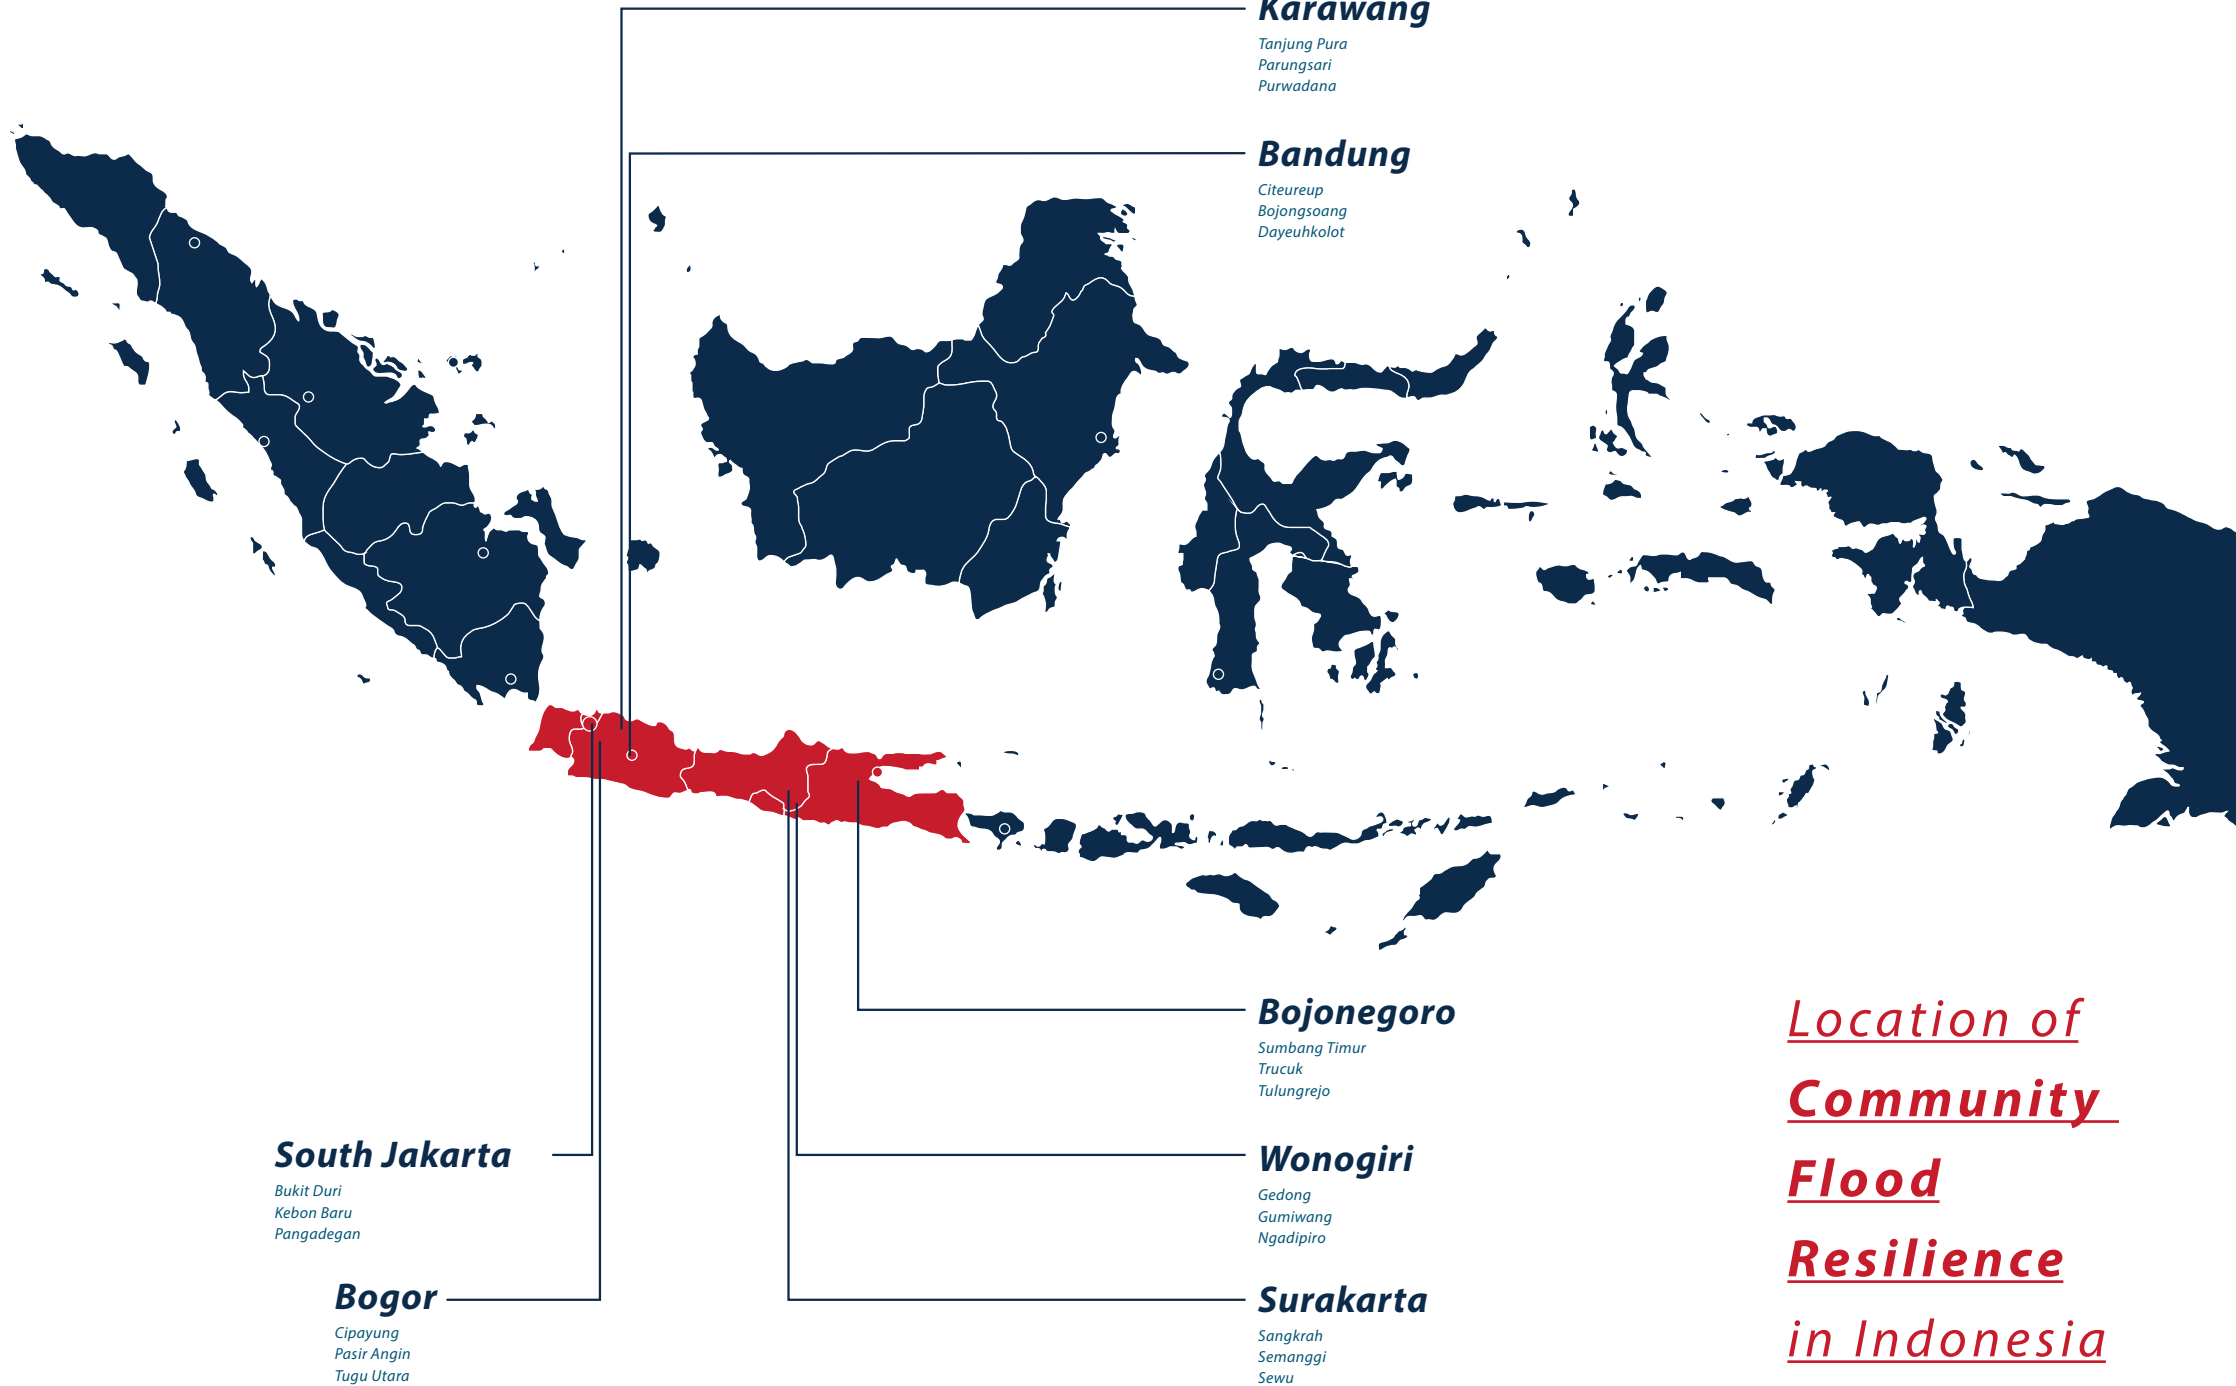 Karawang
Tanjung Pura
Parungsari
Purwadana
Bandung
Citeureup
Bojongsoang
Dayeuhkolot
Bojonegoro
Sumbang Timur
Trucuk
Tulungrejo
South Jakarta
Bukit Duri
Kebon Baru
Pangadegan
Wonogiri
Gedong
Gumiwang
Ngadipiro
Bogor
Cipayung
Pasir Angin
Tugu Utara
Surakarta
Sangkrah
Semanggi
Sewu
Location of
Community
Flood
Resilience
in Indonesia